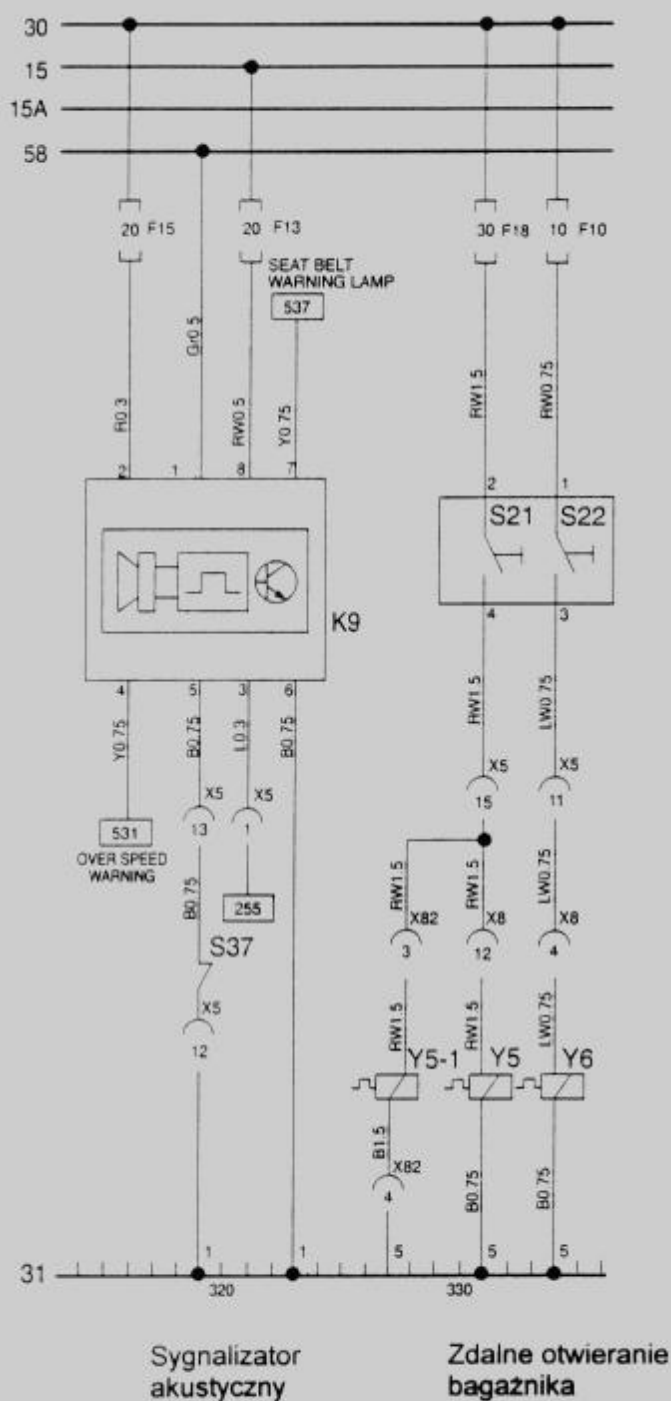 30
15
15A
58
20 F15
20 F13
30 F18
10 F10
SEAT BELT
WARNING LAMP
537
R0.3
Gr0.5
RW0.5
Y0.75
RW1.5
RW0.75
2 1 8 7
2 1
S21 S22
K9
4 3
4 5 3 6
Y0.75
B0.75
L0.3
B0.75
RW1.5
LW0.75
X5 X5
15 11
X5 X5
13 1
531
OVER SPEED
WARNING
255
B0.75
RW1.5
RW1.5
LW0.75
X82 X8 X8
3 12 4
S37
X5
12
RW1.5
RW1.5
LW0.75
Y5-1 Y5 Y6
B1.5
X82
4
B0.75
B0.75
1 1 5 5 5
31
320 330
Sygnalizator
akustyczny
Zdalne otwieranie
bagażnika